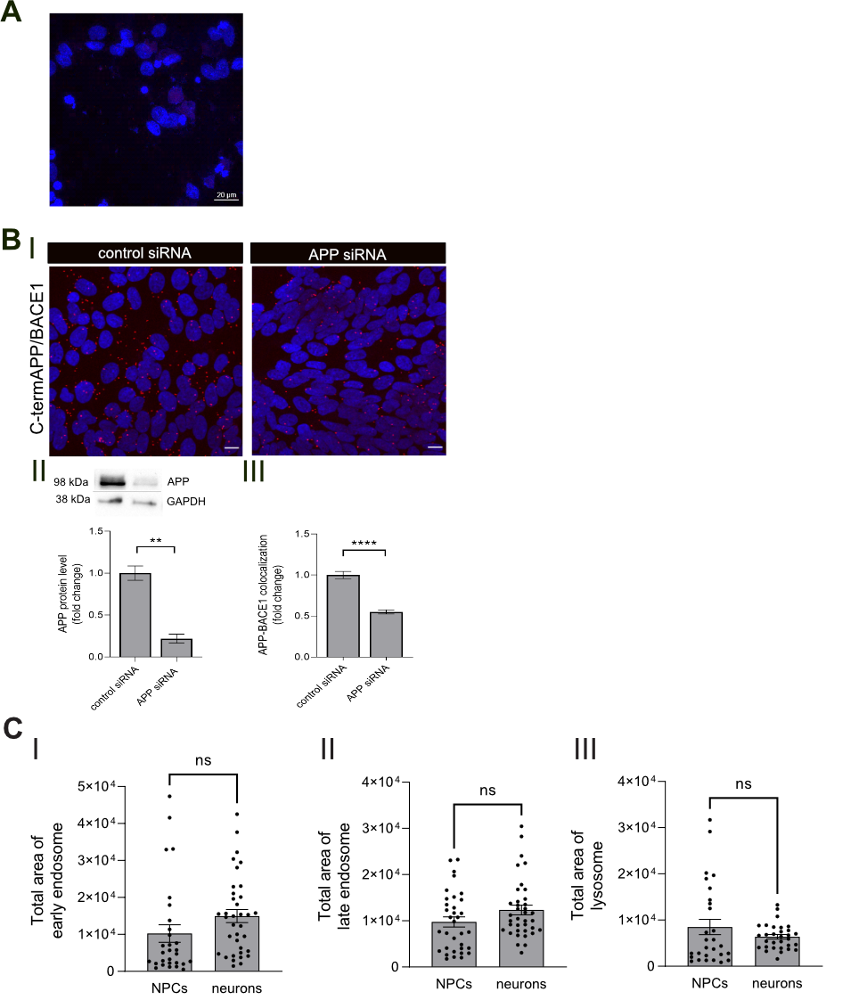 A
20 µm
B
I
control siRNA
APP siRNA
C-termAPP/BACE1
II
98 kDa
APP
38 kDa
GAPDH
III
1.5
1.0
0.5
0.0
APP protein level
(fold change)
**
control siRNA
APP siRNA
1.5
1.0
0.5
0.0
APP-BACE1 colocalization
(fold change)
****
control siRNA
APP siRNA
C
I
ns
5×10⁴
4×10⁴
3×10⁴
2×10⁴
1×10⁴
0
Total area of
early endosome
NPCs
neurons
II
ns
4×10⁴
3×10⁴
2×10⁴
1×10⁴
0
Total area of
late endosome
NPCs
neurons
III
ns
4×10⁴
3×10⁴
2×10⁴
1×10⁴
0
Total area of
lysosome
NPCs
neurons